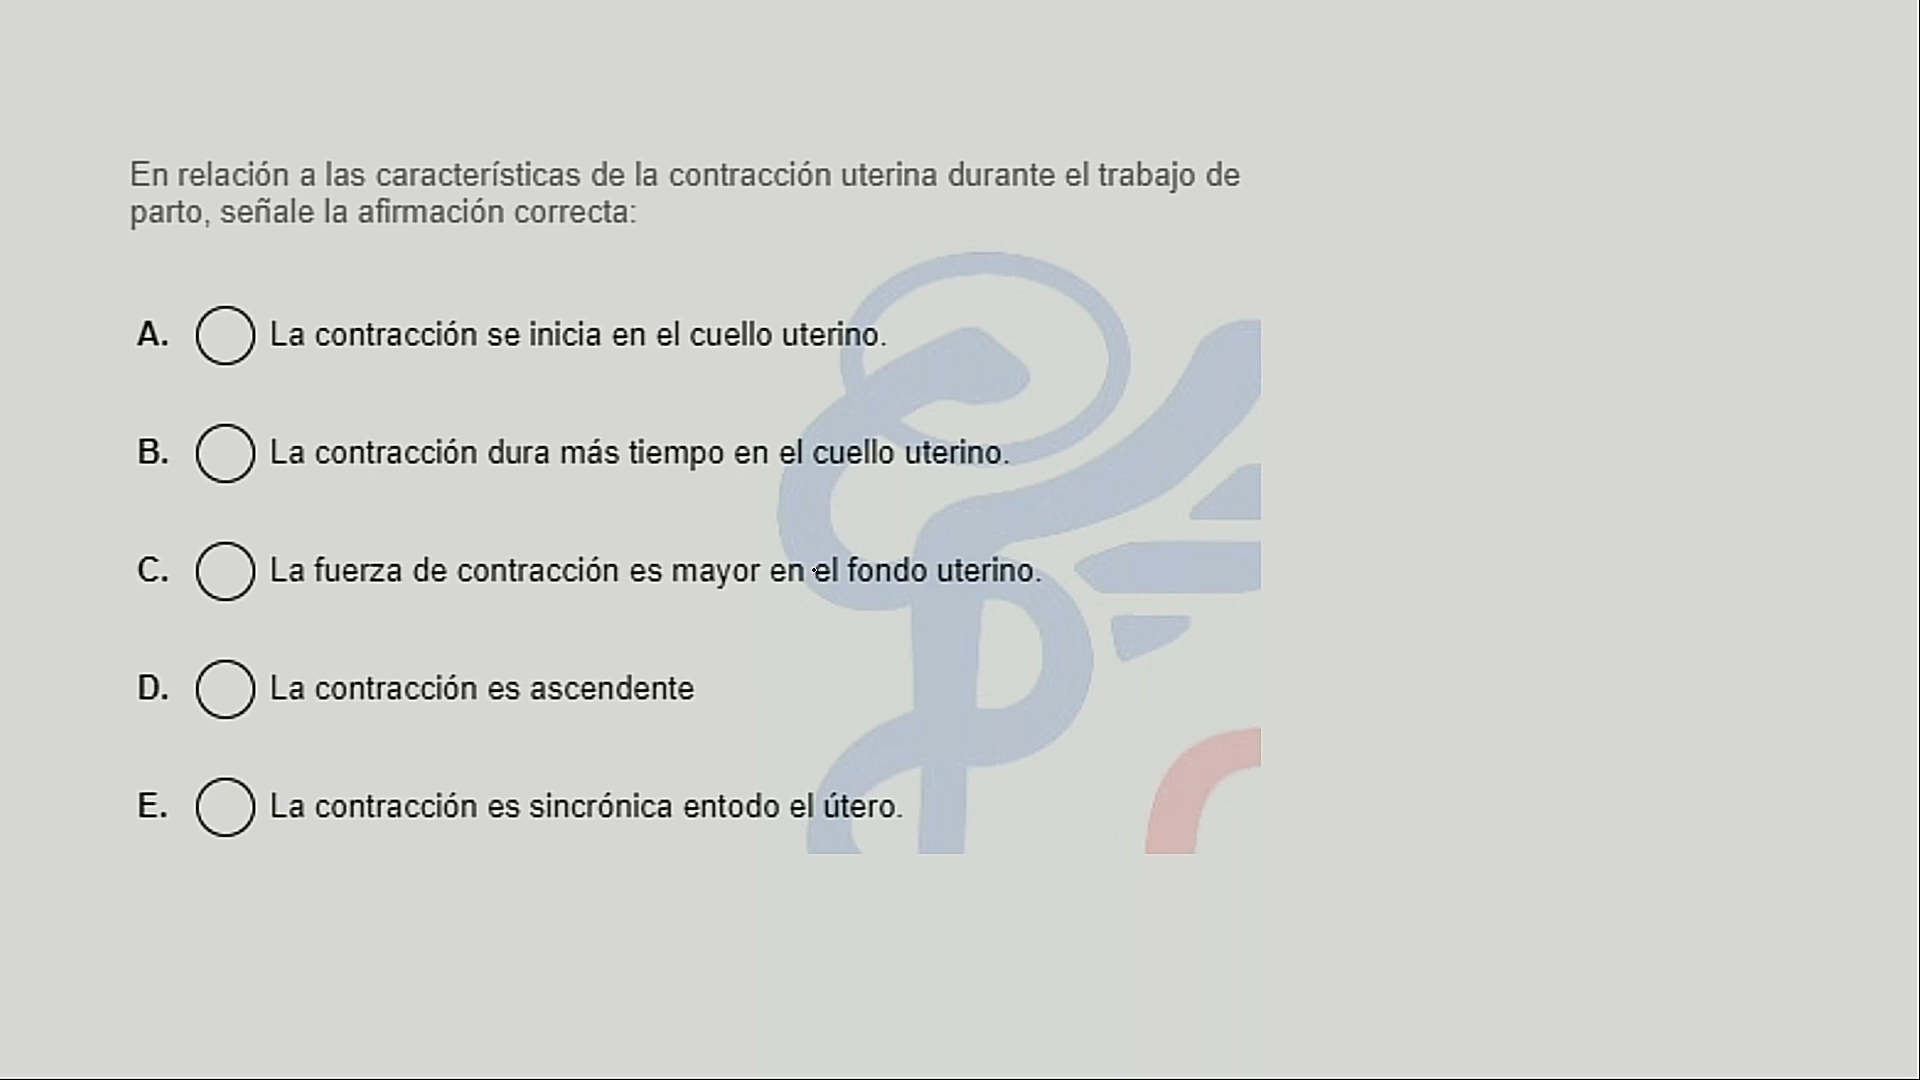 En relación a las características de la contracción uterina durante el trabajo de
parto, señale la afirmación correcta:
A. La contracción se inicia en el cuello uterino.
B. La contracción dura más tiempo en el cuello uterino.
C. La fuerza de contracción es mayor en el fondo uterino.
D. La contracción es ascendente
E. La contracción es sincrónica entodo el útero.